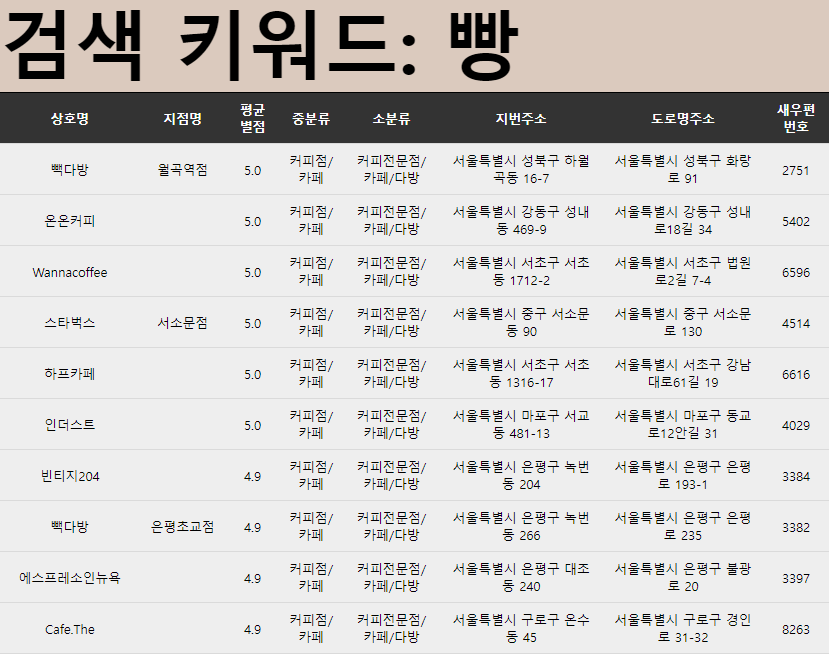 검색 키워드: 빵
상호명 지점명 평균 별점 중분류 소분류 지번주소 도로명주소 새우편 번호
빽다방 월곡역점 5.0 커피점/카페 커피전문점/카페/다방 서울특별시 성북구 하월곡동 16-7 서울특별시 성북구 화랑로 91 2751
온온커피 5.0 커피점/카페 커피전문점/카페/다방 서울특별시 강동구 성내동 469-9 서울특별시 강동구 성내로18길 34 5402
Wannacoffee 5.0 커피점/카페 커피전문점/카페/다방 서울특별시 서초구 서초동 1712-2 서울특별시 서초구 법원로2길 7-4 6596
스타벅스 서소문점 5.0 커피점/카페 커피전문점/카페/다방 서울특별시 중구 서소문동 90 서울특별시 중구 서소문로 130 4514
하프카페 5.0 커피점/카페 커피전문점/카페/다방 서울특별시 서초구 서초동 1316-17 서울특별시 서초구 강남대로61길 19 6616
인더스트 5.0 커피점/카페 커피전문점/카페/다방 서울특별시 마포구 서교동 481-13 서울특별시 마포구 동교로12안길 31 4029
빈티지204 4.9 커피점/카페 커피전문점/카페/다방 서울특별시 은평구 녹번동 204 서울특별시 은평구 은평로 193-1 3384
빽다방 은평초교점 4.9 커피점/카페 커피전문점/카페/다방 서울특별시 은평구 녹번동 266 서울특별시 은평구 은평로 235 3382
에스프레소인뉴욕 4.9 커피점/카페 커피전문점/카페/다방 서울특별시 은평구 대조동 240 서울특별시 은평구 불광로 20 3397
Cafe.The 4.9 커피점/카페 커피전문점/카페/다방 서울특별시 구로구 온수동 45 서울특별시 구로구 경인로 31-32 8263